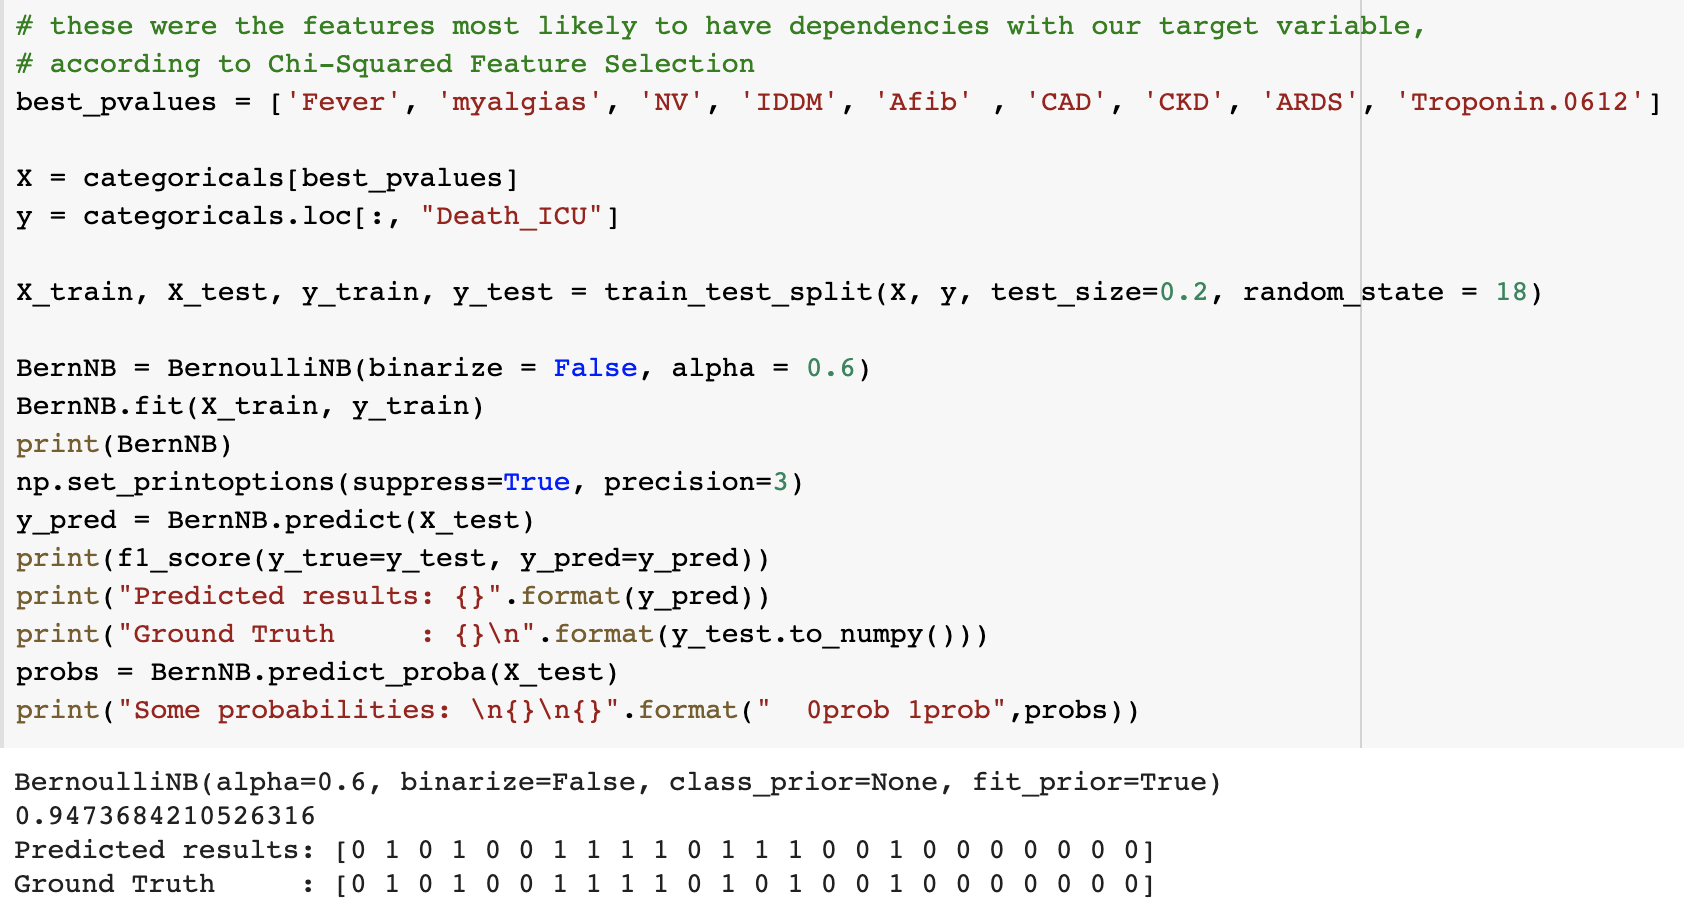 # these were the features most likely to have dependencies with our target variable,
# according to Chi-Squared Feature Selection
best_pvalues = ['Fever', 'myalgias', 'NV', 'IDDM', 'Afib' , 'CAD', 'CKD', 'ARDS', 'Troponin.0612']
X = categoricals[best_pvalues]
y = categoricals.loc[:, "Death_ICU"]
X_train, X_test, y_train, y_test = train_test_split(X, y, test_size=0.2, random_state = 18)
BernNB = BernoulliNB(binarize = False, alpha = 0.6)
BernNB.fit(X_train, y_train)
print(BernNB)
np.set_printoptions(suppress=True, precision=3)
y_pred = BernNB.predict(X_test)
print(f1_score(y_true=y_test, y_pred=y_pred))
print("Predicted results: {}".format(y_pred))
print("Ground Truth     : {}\n".format(y_test.to_numpy()))
probs = BernNB.predict_proba(X_test)
print("Some probabilities: \n{}\n{}".format("  0prob 1prob",probs))
BernoulliNB(alpha=0.6, binarize=False, class_prior=None, fit_prior=True)
0.9473684210526316
Predicted results: [0 1 0 1 0 0 1 1 1 1 0 1 1 1 0 0 1 0 0 0 0 0 0 0]
Ground Truth     : [0 1 0 1 0 0 1 1 1 1 0 1 0 1 0 0 1 0 0 0 0 0 0 0]